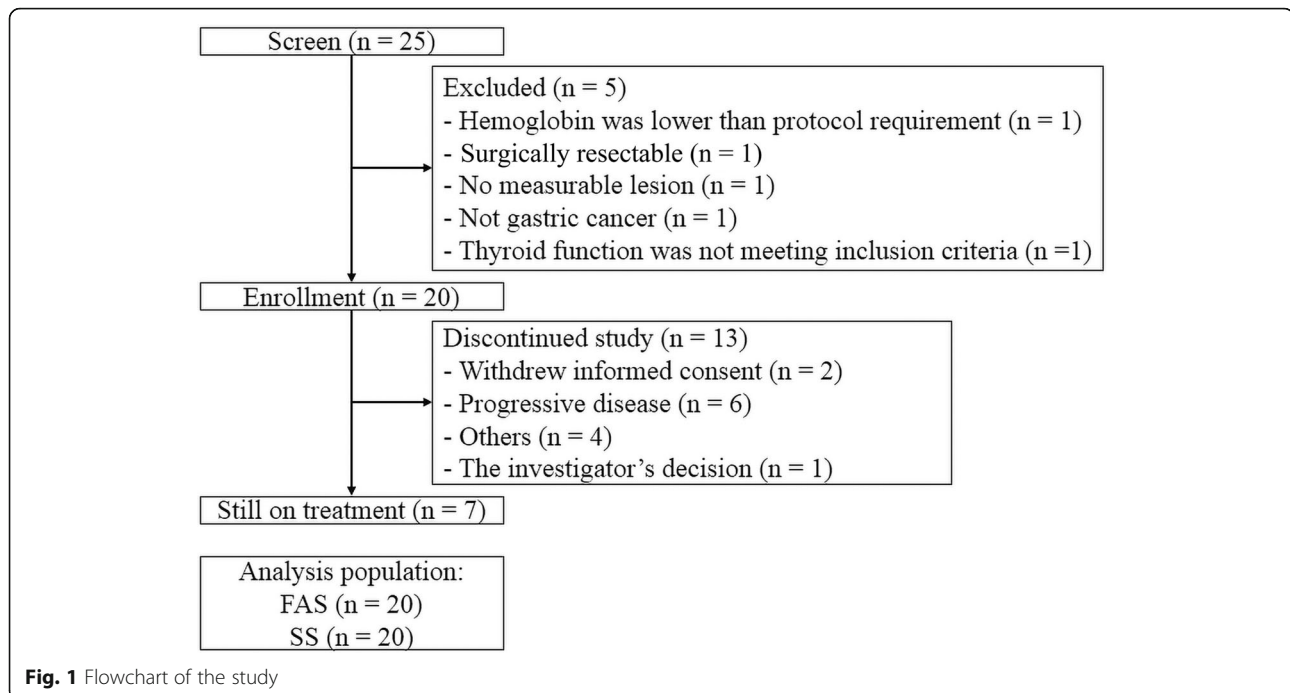 Screen (n = 25)
Excluded (n = 5)
- Hemoglobin was lower than protocol requirement (n = 1)
- Surgically resectable (n = 1)
- No measurable lesion (n = 1)
- Not gastric cancer (n = 1)
- Thyroid function was not meeting inclusion criteria (n =1)
Enrollment (n = 20)
Discontinued study (n = 13)
- Withdrew informed consent (n = 2)
- Progressive disease (n = 6)
- Others (n = 4)
- The investigator’s decision (n = 1)
Still on treatment (n = 7)
Analysis population:
FAS (n = 20)
SS (n = 20)
Fig. 1 Flowchart of the study